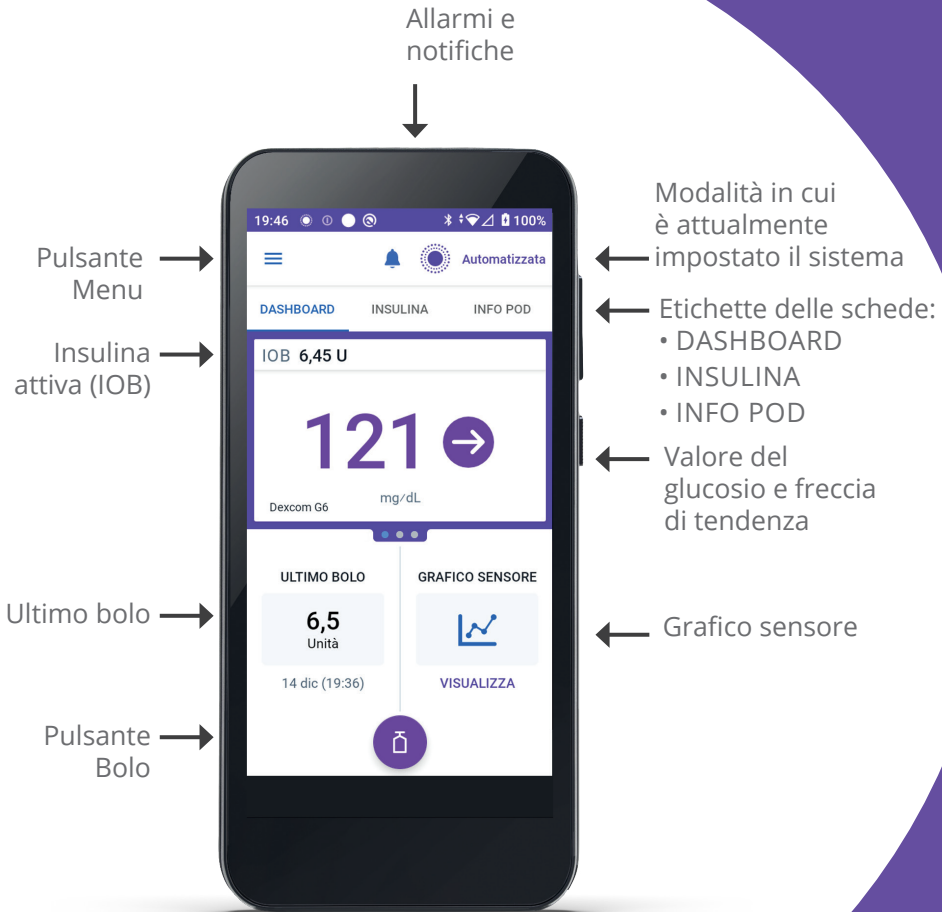 Allarmi e
notifiche
Pulsante
Menu
Insulina
attiva (IOB)
Ultimo bolo
Pulsante
Bolo
19:46
100%
Automatizzata
DASHBOARD
INSULINA
INFO POD
IOB 6,45 U
121
mg/dL
Dexcom G6
ULTIMO BOLO
6,5
Unità
14 dic (19:36)
GRAFICO SENSORE
VISUALIZZA
Modalità in cui
è attualmente
impostato il sistema
Etichette delle schede:
• DASHBOARD
• INSULINA
• INFO POD
Valore del
glucosio e freccia
di tendenza
Grafico sensore